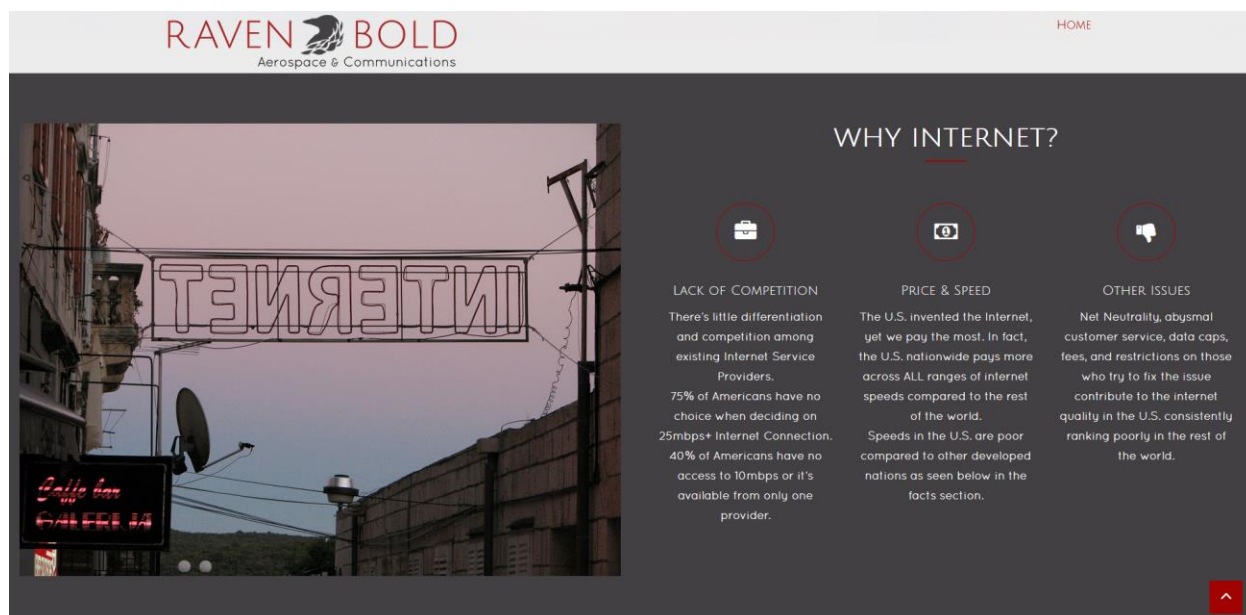 RAVEN BOLD
Aerospace & Communications
HOME
INTERNET
Caffe bar
GALERIJA
WHY INTERNET?
LACK OF COMPETITION
There's little differentiation
and competition among
existing Internet Service
Providers.
75% of Americans have no
choice when deciding on
25mbps+ Internet Connection.
40% of Americans have no
access to 10mbps or it's
available from only one
provider.
PRICE & SPEED
The U.S. invented the Internet,
yet we pay the most. In fact,
the U.S. nationwide pays more
across ALL ranges of internet
speeds compared to the rest
of the world.
Speeds in the U.S. are poor
compared to other developed
nations as seen below in the
facts section.
OTHER ISSUES
Net Neutrality, abysmal
customer service, data caps,
fees, and restrictions on those
who try to fix the issue
contribute to the internet
quality in the U.S. consistently
ranking poorly in the rest of
the world.